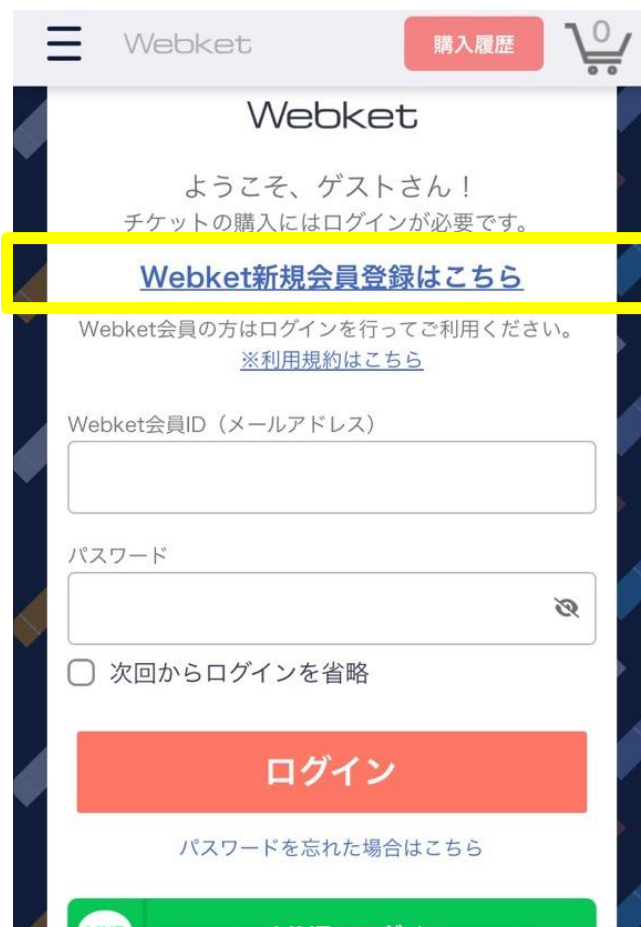 Webket
購入履歴
0
Webket
ようこそ、ゲストさん！
チケットの購入にはログインが必要です。
Webket新規会員登録はこちら
Webket会員の方はログインを行ってご利用ください。
※利用規約はこちら
Webket会員ID（メールアドレス）
パスワード
次回からログインを省略
ログイン
パスワードを忘れた場合はこちら